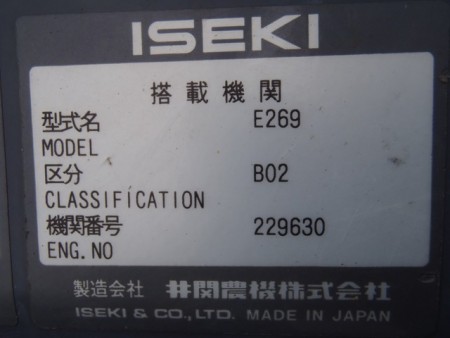 ISEKI
搭載機関
型式名 E269
MODEL
区分 B02
CLASSIFICATION
機関番号 229630
ENG.NO
製造会社 井関農機株式会社
ISEKI & CO., LTD. MADE IN JAPAN